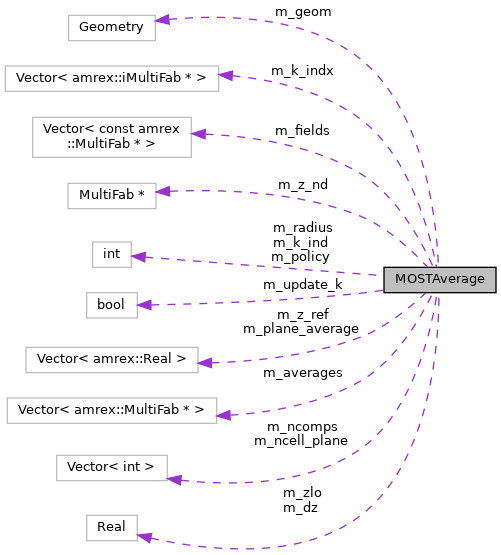 m_geom
Geometry
m_k_indx
Vector< amrex::iMultiFab * >
m_fields
Vector< const amrex
::MultiFab * >
m_z_nd
MultiFab *
m_radius
m_k_ind
m_policy
int
MOSTAverage
m_update_k
bool
m_z_ref
m_plane_average
Vector< amrex::Real >
m_averages
Vector< amrex::MultiFab * >
m_ncomps
m_ncell_plane
Vector< int >
m_zlo
m_dz
Real